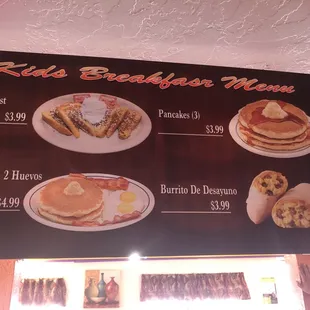 Kids Breakfast Menu
st
$3.99
Pancakes (3)
$3.99
2 Huevos
$4.99
Burrito De Desayuno
$3.99